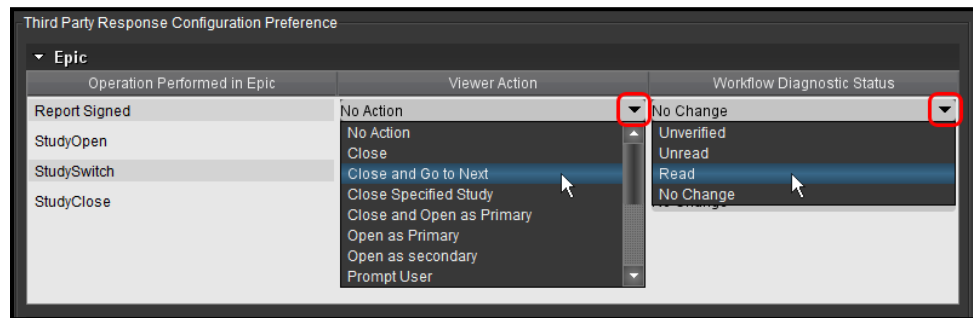 Third Party Response Configuration Preference
Epic
Operation Performed in Epic Viewer Action Workflow Diagnostic Status
Report Signed No Action No Change
StudyOpen No Action Unverified
Close Unread
StudySwitch Close and Go to Next Read
StudyClose Close Specified Study No Change
Close and Open as Primary
Open as Primary
Open as secondary
Prompt User